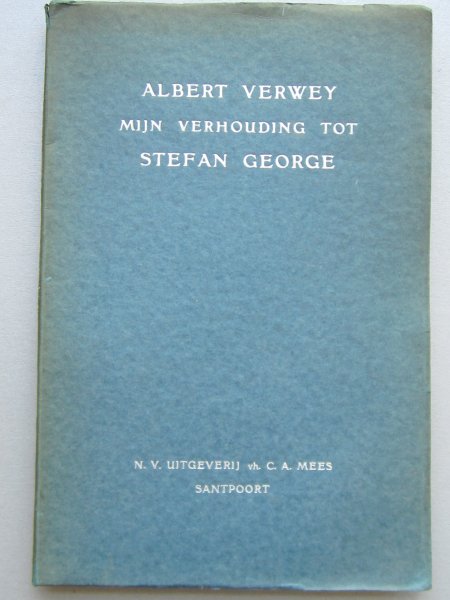 ALBERT VERWEY
MIJN VERHOUDING TOT
STEFAN GEORGE
N. V. UITGEVERIJ vh. C. A. MEES
SANTPOORT